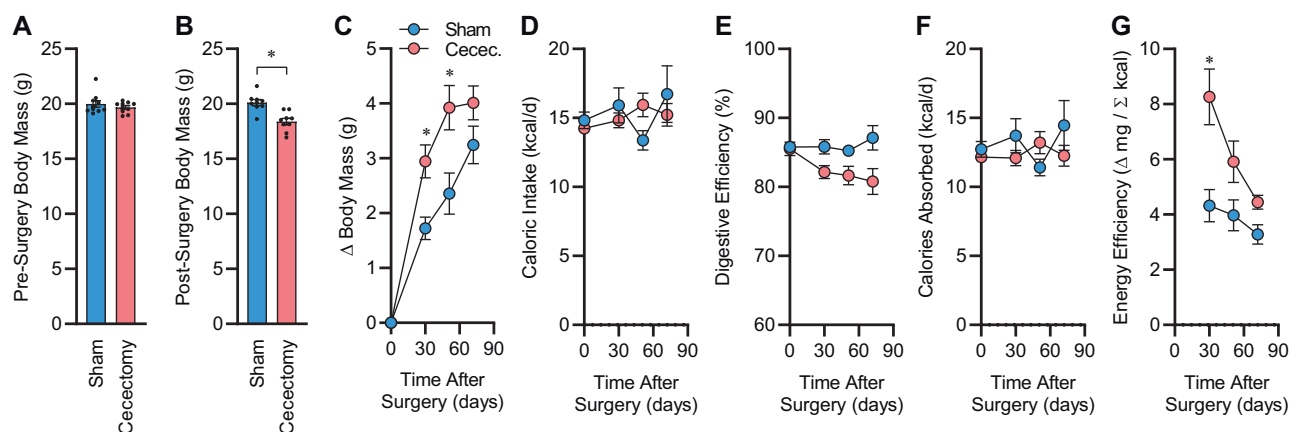 A
Pre-Surgery Body Mass (g)
25
20
15
10
5
0
Sham
Cecectomy
B
Post-Surgery Body Mass (g)
25
20
15
10
5
0
*
Sham
Cecectomy
C
Sham
Cecec.
Δ Body Mass (g)
5
4
3
2
1
0
*
*
0 30 60 90
Time After
Surgery (days)
D
Caloric Intake (kcal/d)
20
15
10
5
0
0 30 60 90
Time After
Surgery (days)
E
Digestive Efficiency (%)
100
90
80
70
60
0 30 60 90
Time After
Surgery (days)
F
Calories Absorbed (kcal/d)
20
15
10
5
0
0 30 60 90
Time After
Surgery (days)
G
Energy Efficiency (Δ mg / Σ kcal)
10
8
6
4
2
0
*
0 30 60 90
Time After
Surgery (days)